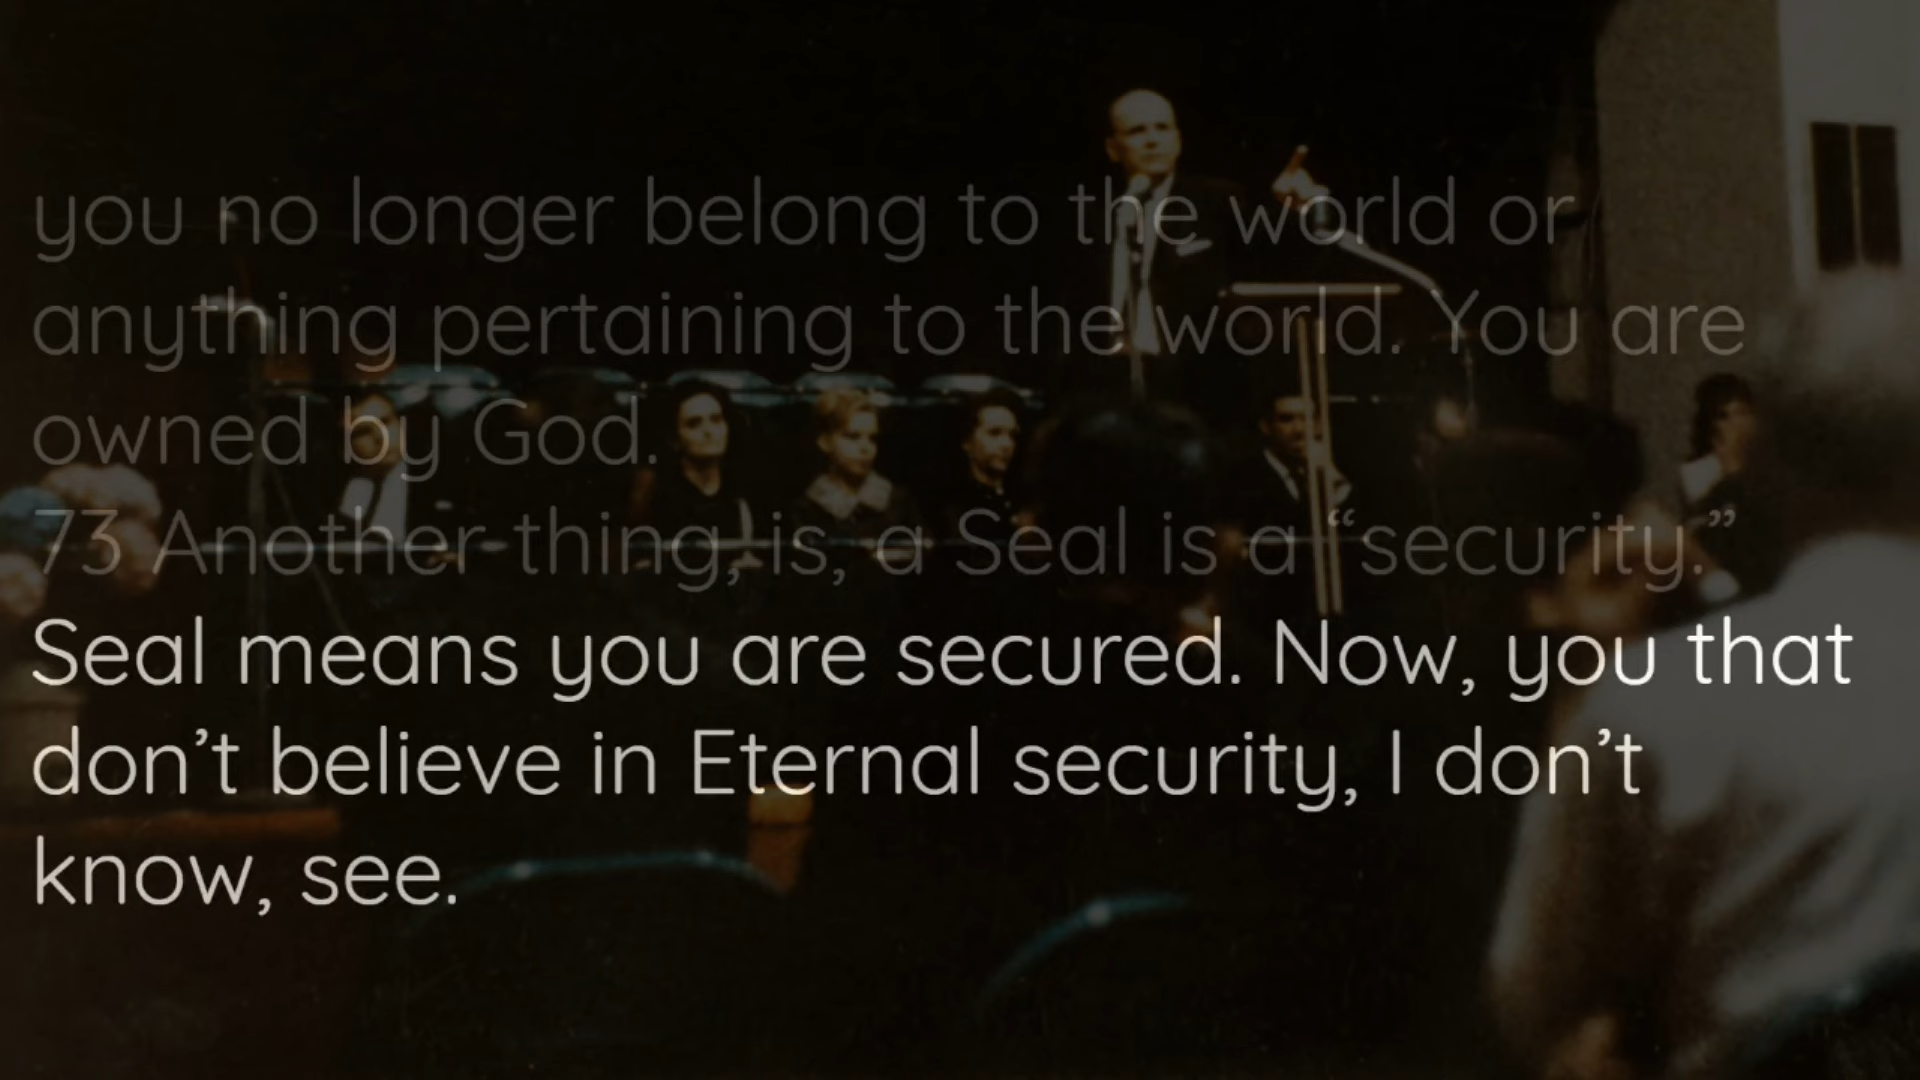 you no longer belong to the world or
anything pertaining to the world. You are
owned by God.
73 Another thing, is, a Seal is a “security.”
Seal means you are secured. Now, you that
don’t believe in Eternal security, I don’t
know, see.